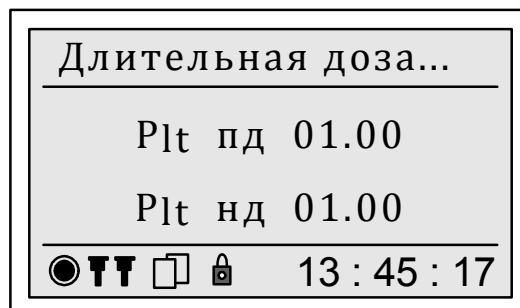 Длительная доза...
Plt пд 01.00
Plt нд 01.00
13 : 45 : 17